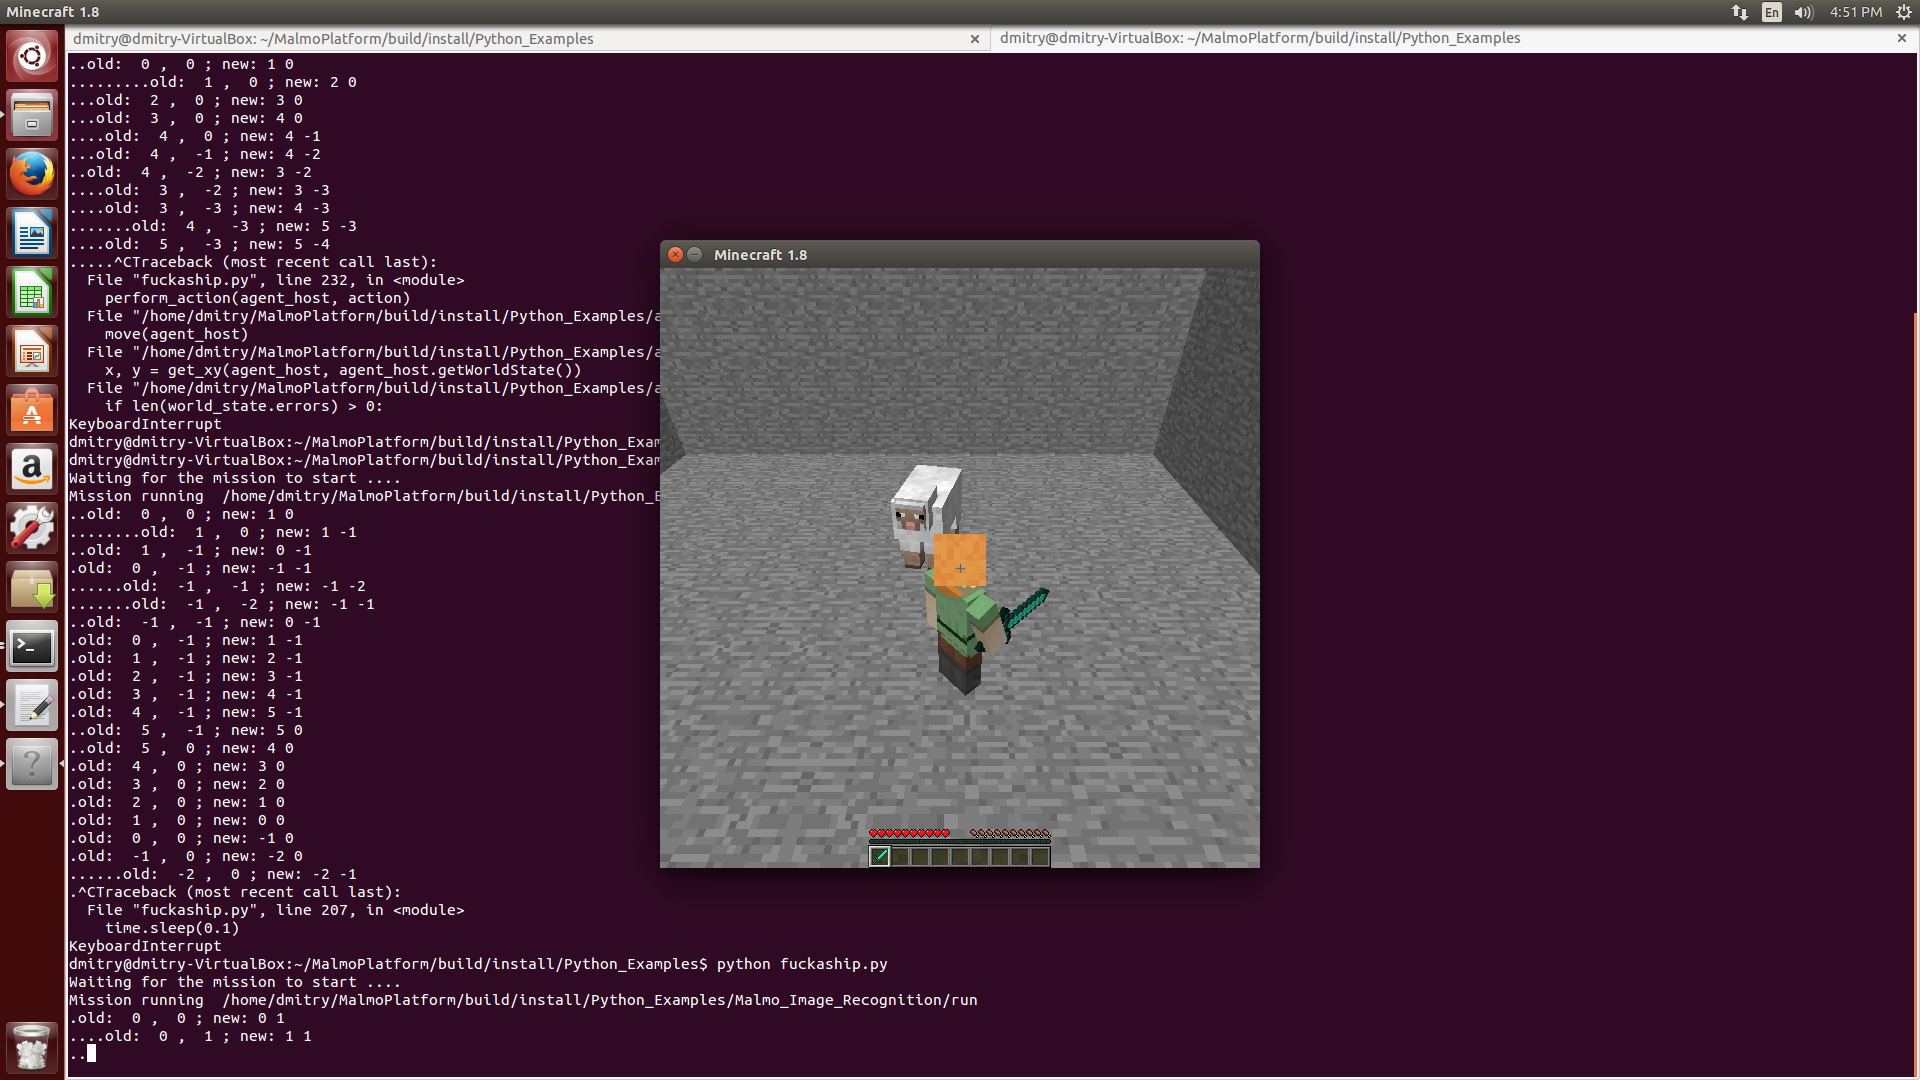 Minecraft 1.8
En
4:51 PM
dmitry@dmitry-VirtualBox: ~/MalmoPlatform/build/install/Python_Examples
dmitry@dmitry-VirtualBox: ~/MalmoPlatform/build/install/Python_Examples
..old:  0 ,  0 ; new: 1 0
.........old:  1 ,  0 ; new: 2 0
...old:  2 ,  0 ; new: 3 0
...old:  3 ,  0 ; new: 4 0
....old:  4 ,  0 ; new: 4 -1
...old:  4 ,  -1 ; new: 4 -2
..old:  4 ,  -2 ; new: 3 -2
....old:  3 ,  -2 ; new: 3 -3
....old:  3 ,  -3 ; new: 4 -3
.......old:  4 ,  -3 ; new: 5 -3
....old:  5 ,  -3 ; new: 5 -4
.....^CTraceback (most recent call last):
  File "fuckaship.py", line 232, in <module>
    perform_action(agent_host, action)
  File "/home/dmitry/MalmoPlatform/build/install/Python_Examples/a
    move(agent_host)
  File "/home/dmitry/MalmoPlatform/build/install/Python_Examples/a
    x, y = get_xy(agent_host, agent_host.getWorldState())
  File "/home/dmitry/MalmoPlatform/build/install/Python_Examples/a
    if len(world_state.errors) > 0:
KeyboardInterrupt
dmitry@dmitry-VirtualBox:~/MalmoPlatform/build/install/Python_Exam
dmitry@dmitry-VirtualBox:~/MalmoPlatform/build/install/Python_Exam
Waiting for the mission to start ....
Mission running  /home/dmitry/MalmoPlatform/build/install/Python_E
..old:  0 ,  0 ; new: 1 0
........old:  1 ,  0 ; new: 1 -1
..old:  1 ,  -1 ; new: 0 -1
.old:  0 ,  -1 ; new: -1 -1
......old:  -1 ,  -1 ; new: -1 -2
.......old:  -1 ,  -2 ; new: -1 -1
..old:  -1 ,  -1 ; new: 0 -1
.old:  0 ,  -1 ; new: 1 -1
.old:  1 ,  -1 ; new: 2 -1
.old:  2 ,  -1 ; new: 3 -1
.old:  3 ,  -1 ; new: 4 -1
.old:  4 ,  -1 ; new: 5 -1
..old:  5 ,  -1 ; new: 5 0
..old:  5 ,  0 ; new: 4 0
.old:  4 ,  0 ; new: 3 0
.old:  3 ,  0 ; new: 2 0
.old:  2 ,  0 ; new: 1 0
.old:  1 ,  0 ; new: 0 0
.old:  0 ,  0 ; new: -1 0
.old:  -1 ,  0 ; new: -2 0
......old:  -2 ,  0 ; new: -2 -1
.^CTraceback (most recent call last):
  File "fuckaship.py", line 207, in <module>
    time.sleep(0.1)
KeyboardInterrupt
dmitry@dmitry-VirtualBox:~/MalmoPlatform/build/install/Python_Examples$ python fuckaship.py
Waiting for the mission to start ....
Mission running  /home/dmitry/MalmoPlatform/build/install/Python_Examples/Malmo_Image_Recognition/run
.old:  0 ,  0 ; new: 0 1
....old:  0 ,  1 ; new: 1 1
..
Minecraft 1.8